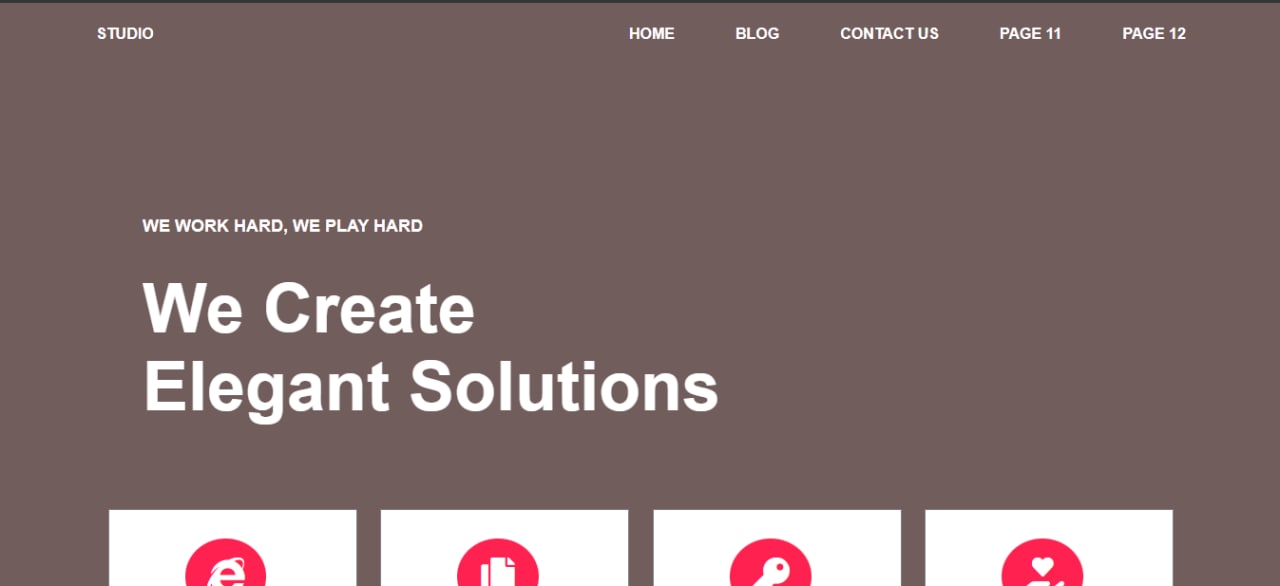 STUDIO
HOME BLOG CONTACT US PAGE 11 PAGE 12
WE WORK HARD, WE PLAY HARD
We Create
Elegant Solutions